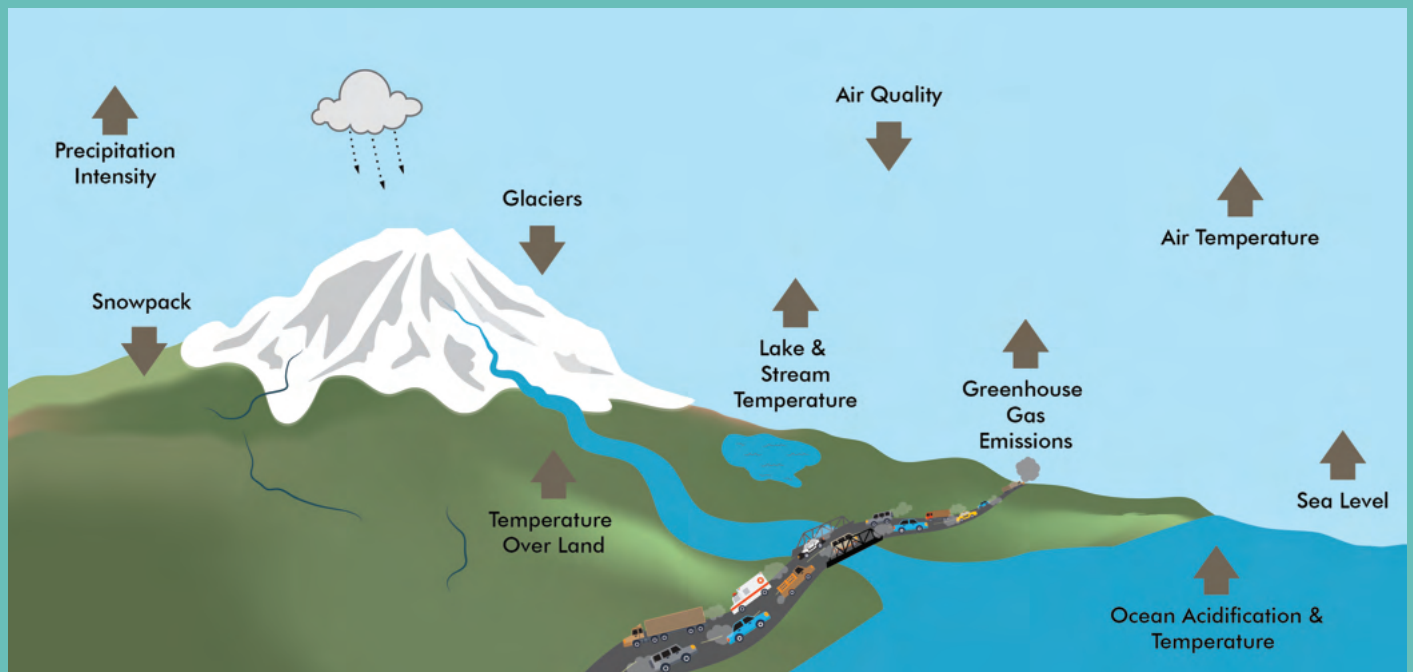 Precipitation
Intensity
Air Quality
Glaciers
Air Temperature
Snowpack
Lake &
Stream
Temperature
Greenhouse
Gas
Emissions
Sea Level
Temperature
Over Land
Ocean Acidification &
Temperature